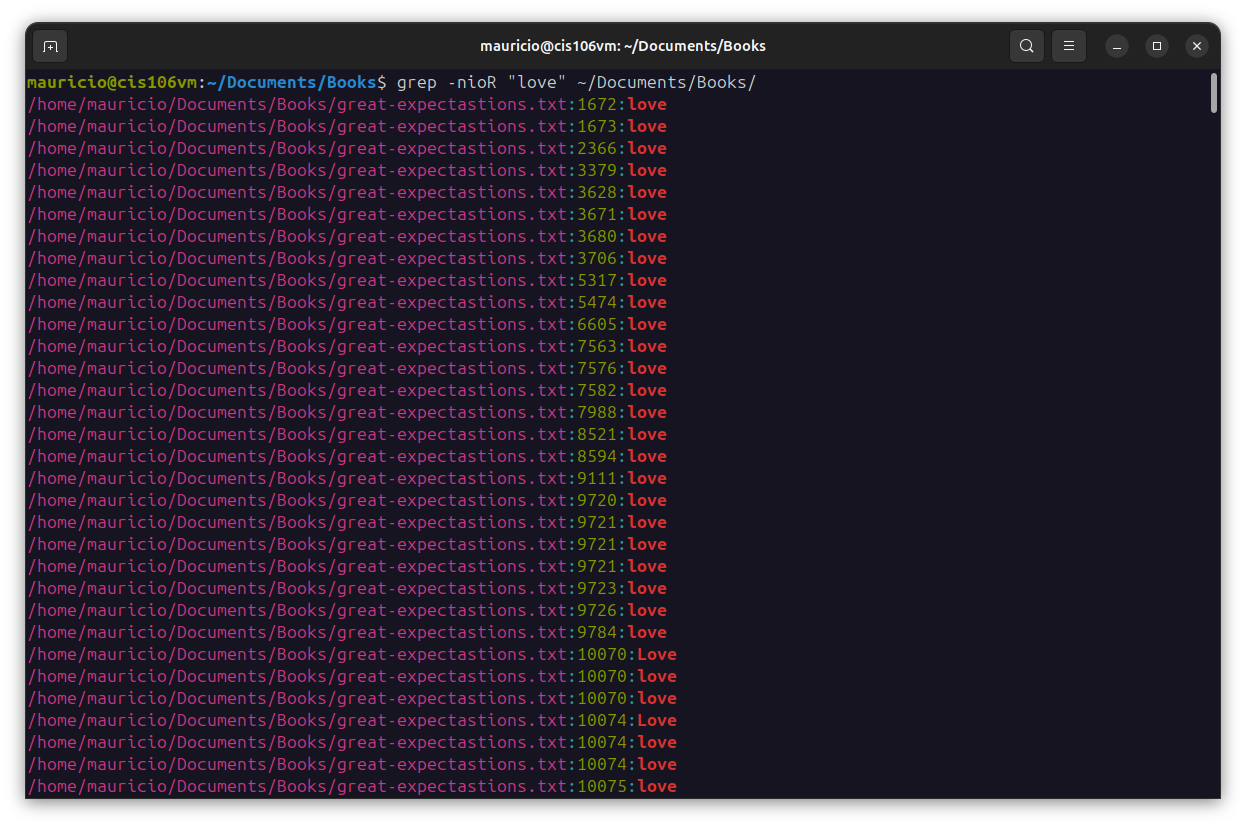 mauricio@cis106vm: ~/Documents/Books
mauricio@cis106vm:~/Documents/Books$ grep -nioR "love" ~/Documents/Books/
/home/mauricio/Documents/Books/great-expectastions.txt:1672:love
/home/mauricio/Documents/Books/great-expectastions.txt:1673:love
/home/mauricio/Documents/Books/great-expectastions.txt:2366:love
/home/mauricio/Documents/Books/great-expectastions.txt:3379:love
/home/mauricio/Documents/Books/great-expectastions.txt:3628:love
/home/mauricio/Documents/Books/great-expectastions.txt:3671:love
/home/mauricio/Documents/Books/great-expectastions.txt:3680:love
/home/mauricio/Documents/Books/great-expectastions.txt:3706:love
/home/mauricio/Documents/Books/great-expectastions.txt:5317:love
/home/mauricio/Documents/Books/great-expectastions.txt:5474:love
/home/mauricio/Documents/Books/great-expectastions.txt:6605:love
/home/mauricio/Documents/Books/great-expectastions.txt:7563:love
/home/mauricio/Documents/Books/great-expectastions.txt:7576:love
/home/mauricio/Documents/Books/great-expectastions.txt:7582:love
/home/mauricio/Documents/Books/great-expectastions.txt:7988:love
/home/mauricio/Documents/Books/great-expectastions.txt:8521:love
/home/mauricio/Documents/Books/great-expectastions.txt:8594:love
/home/mauricio/Documents/Books/great-expectastions.txt:9111:love
/home/mauricio/Documents/Books/great-expectastions.txt:9720:love
/home/mauricio/Documents/Books/great-expectastions.txt:9721:love
/home/mauricio/Documents/Books/great-expectastions.txt:9721:love
/home/mauricio/Documents/Books/great-expectastions.txt:9721:love
/home/mauricio/Documents/Books/great-expectastions.txt:9723:love
/home/mauricio/Documents/Books/great-expectastions.txt:9726:love
/home/mauricio/Documents/Books/great-expectastions.txt:9784:love
/home/mauricio/Documents/Books/great-expectastions.txt:10070:Love
/home/mauricio/Documents/Books/great-expectastions.txt:10070:love
/home/mauricio/Documents/Books/great-expectastions.txt:10070:love
/home/mauricio/Documents/Books/great-expectastions.txt:10074:Love
/home/mauricio/Documents/Books/great-expectastions.txt:10074:love
/home/mauricio/Documents/Books/great-expectastions.txt:10074:love
/home/mauricio/Documents/Books/great-expectastions.txt:10075:love